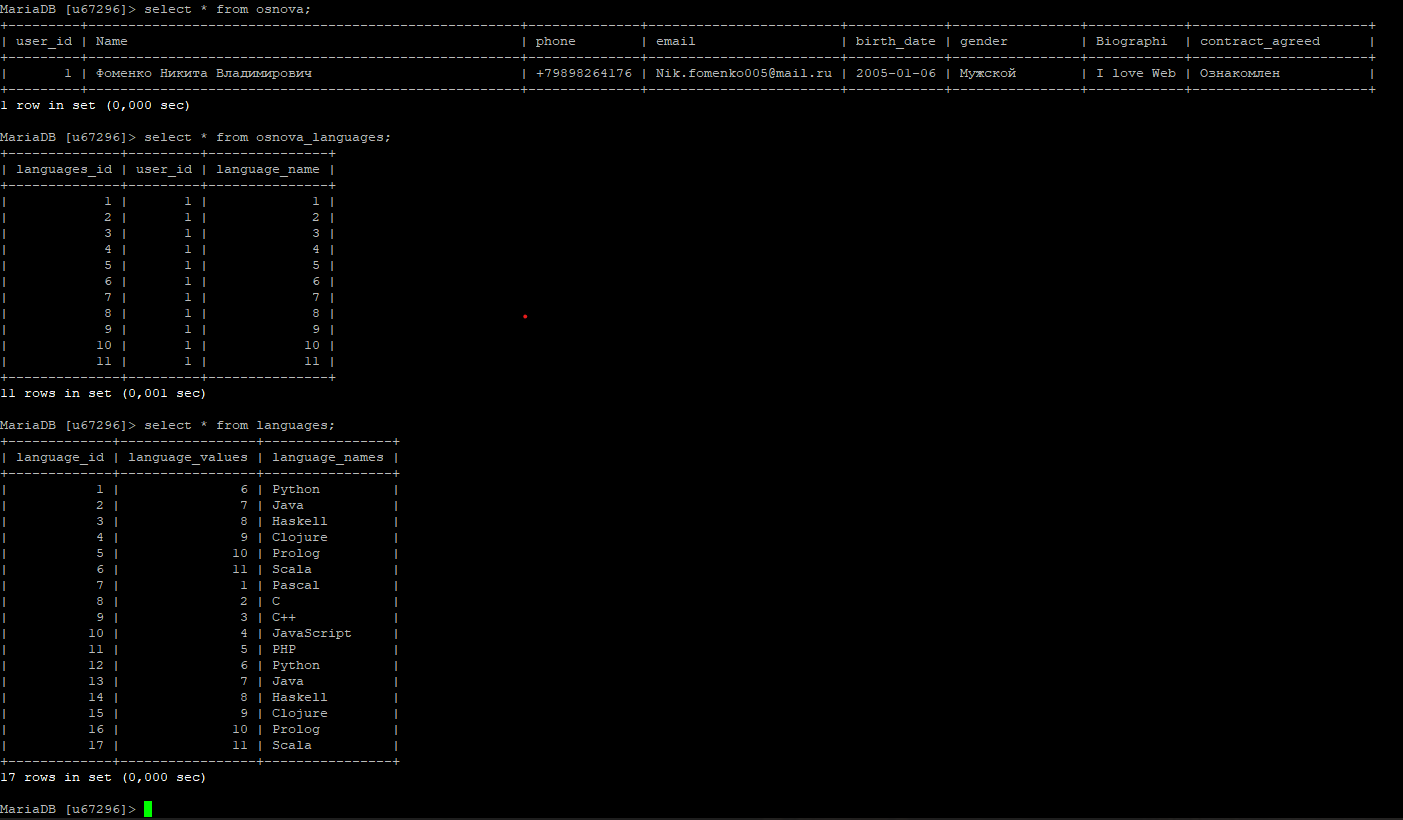 MariaDB [u67296]> select * from osnova;
+---------+------------------------------------------------------+--------------+------------------------+------------+----------------+-----------+----------------------+
| user_id | Name                                                 | phone        | email                  | birth_date | gender         | Biographi | contract_agreed      |
+---------+------------------------------------------------------+--------------+------------------------+------------+----------------+-----------+----------------------+
|       1 | Фоменко Никита Владимирович                          | +79898264176 | Nik.fomenko005@mail.ru | 2005-01-06 | Мужской        | I love Web | Ознакомлен          |
+---------+------------------------------------------------------+--------------+------------------------+------------+----------------+-----------+----------------------+
1 row in set (0,000 sec)
MariaDB [u67296]> select * from osnova_languages;
+--------------+---------+---------------+
| languages_id | user_id | language_name |
+--------------+---------+---------------+
|            1 |       1 |             1 |
|            2 |       1 |             2 |
|            3 |       1 |             3 |
|            4 |       1 |             4 |
|            5 |       1 |             5 |
|            6 |       1 |             6 |
|            7 |       1 |             7 |
|            8 |       1 |             8 |
|            9 |       1 |             9 |
|           10 |       1 |            10 |
|           11 |       1 |            11 |
+--------------+---------+---------------+
11 rows in set (0,001 sec)
MariaDB [u67296]> select * from languages;
+-------------+-----------------+----------------+
| language_id | language_values | language_names |
+-------------+-----------------+----------------+
|           1 |               6 | Python         |
|           2 |               7 | Java           |
|           3 |               8 | Haskell        |
|           4 |               9 | Clojure        |
|           5 |              10 | Prolog         |
|           6 |              11 | Scala          |
|           7 |               1 | Pascal         |
|           8 |               2 | C              |
|           9 |               3 | C++            |
|          10 |               4 | JavaScript     |
|          11 |               5 | PHP            |
|          12 |               6 | Python         |
|          13 |               7 | Java           |
|          14 |               8 | Haskell        |
|          15 |               9 | Clojure        |
|          16 |              10 | Prolog         |
|          17 |              11 | Scala          |
+-------------+-----------------+----------------+
17 rows in set (0,000 sec)
MariaDB [u67296]>